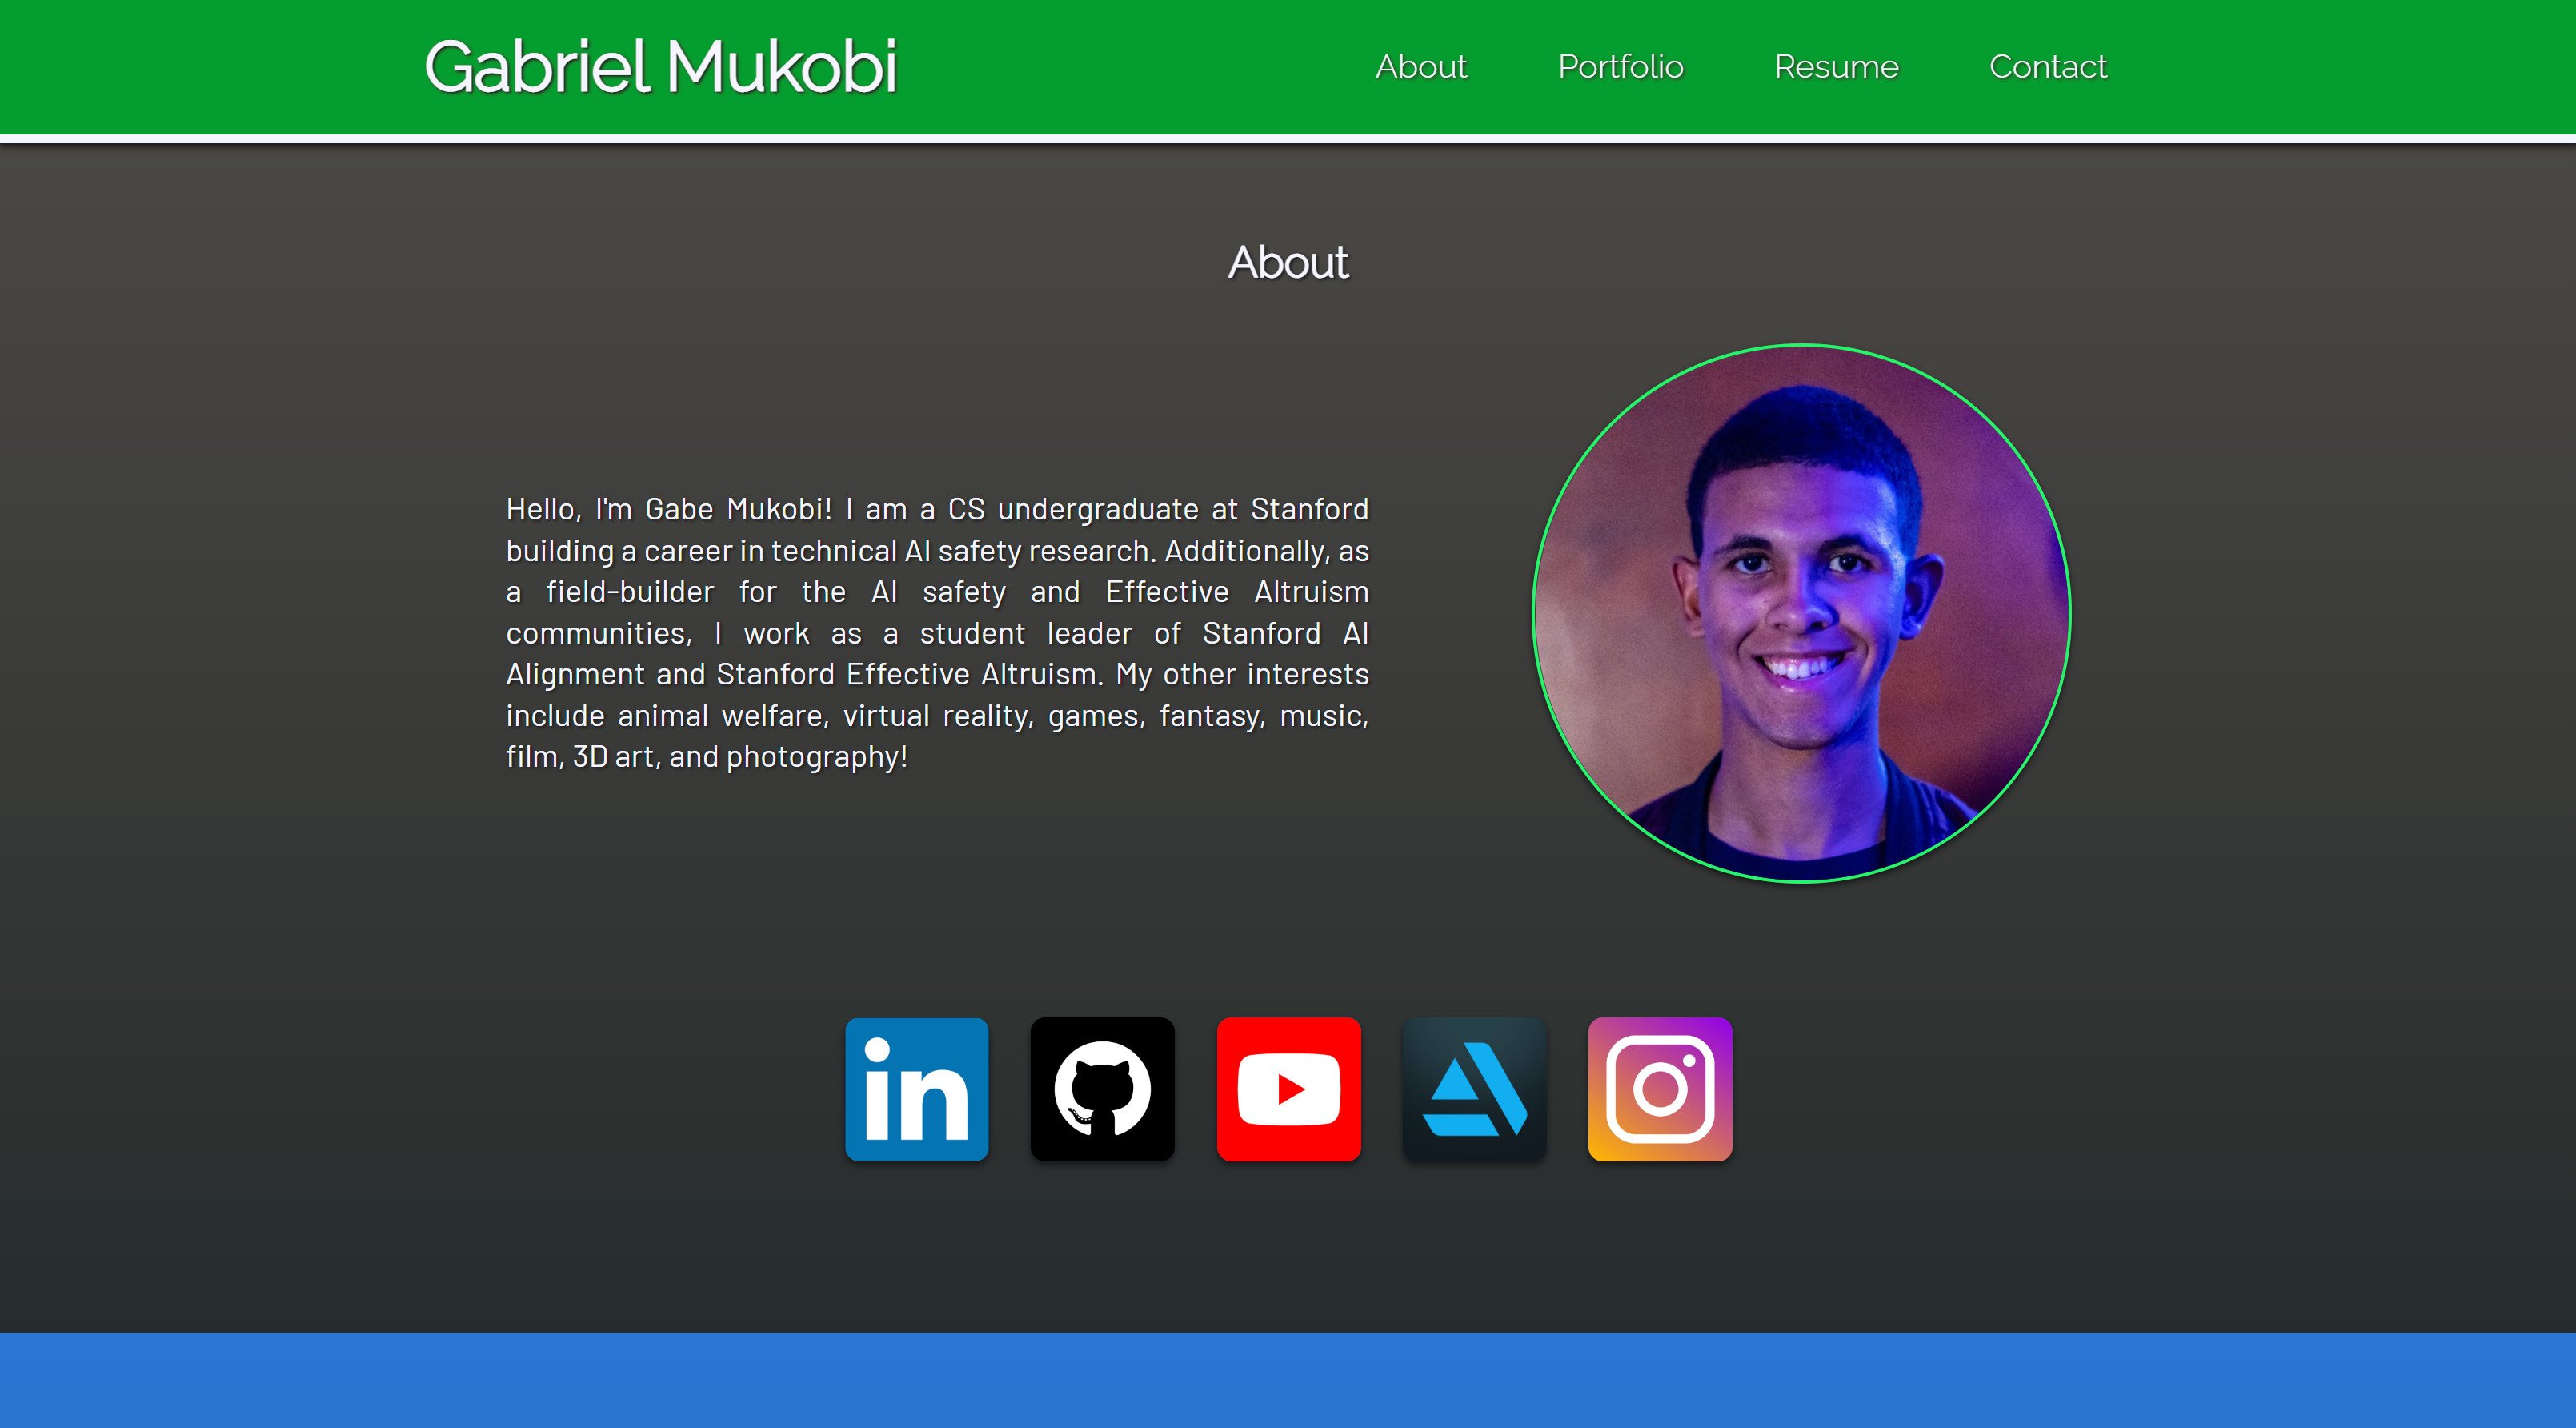 Gabriel Mukobi
About Portfolio Resume Contact
About
Hello, I'm Gabe Mukobi! I am a CS undergraduate at Stanford
building a career in technical AI safety research. Additionally, as
a field-builder for the AI safety and Effective Altruism
communities, I work as a student leader of Stanford AI
Alignment and Stanford Effective Altruism. My other interests
include animal welfare, virtual reality, games, fantasy, music,
film, 3D art, and photography!
in